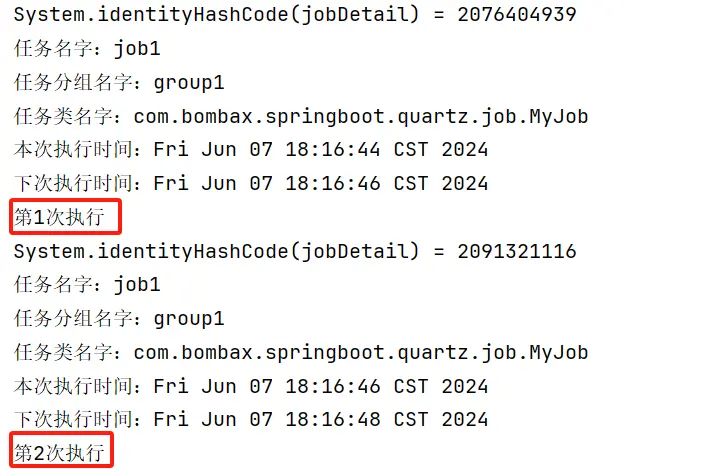 System.identityHashCode(jobDetail) = 2076404939
任务名字：job1
任务分组名字：group1
任务类名字：com.bombax.springboot.quartz.job.MyJob
本次执行时间：Fri Jun 07 18:16:44 CST 2024
下次执行时间：Fri Jun 07 18:16:46 CST 2024
第1次执行
System.identityHashCode(jobDetail) = 2091321116
任务名字：job1
任务分组名字：group1
任务类名字：com.bombax.springboot.quartz.job.MyJob
本次执行时间：Fri Jun 07 18:16:46 CST 2024
下次执行时间：Fri Jun 07 18:16:48 CST 2024
第2次执行